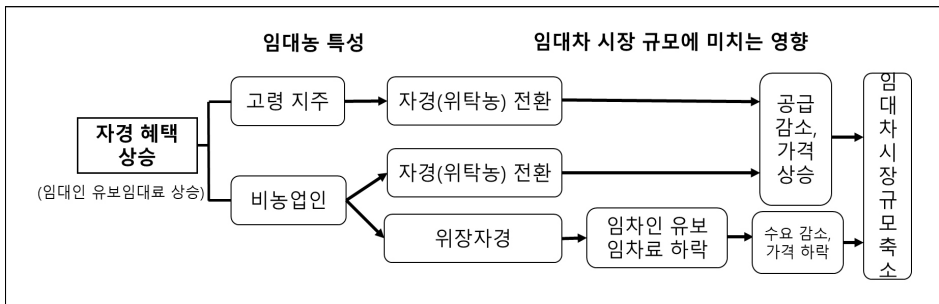 임대농 특성
임대차 시장 규모에 미치는 영향
자경 혜택
상승
(임대인 유보임대료 상승)
고령 지주
자경(위탁농) 전환
비농업인
자경(위탁농) 전환
위장자경
임차인 유보
임차료 하락
공급
감소,
가격
상승
수요 감소,
가격 하락
임
대
차
시
장
규
모
축
소